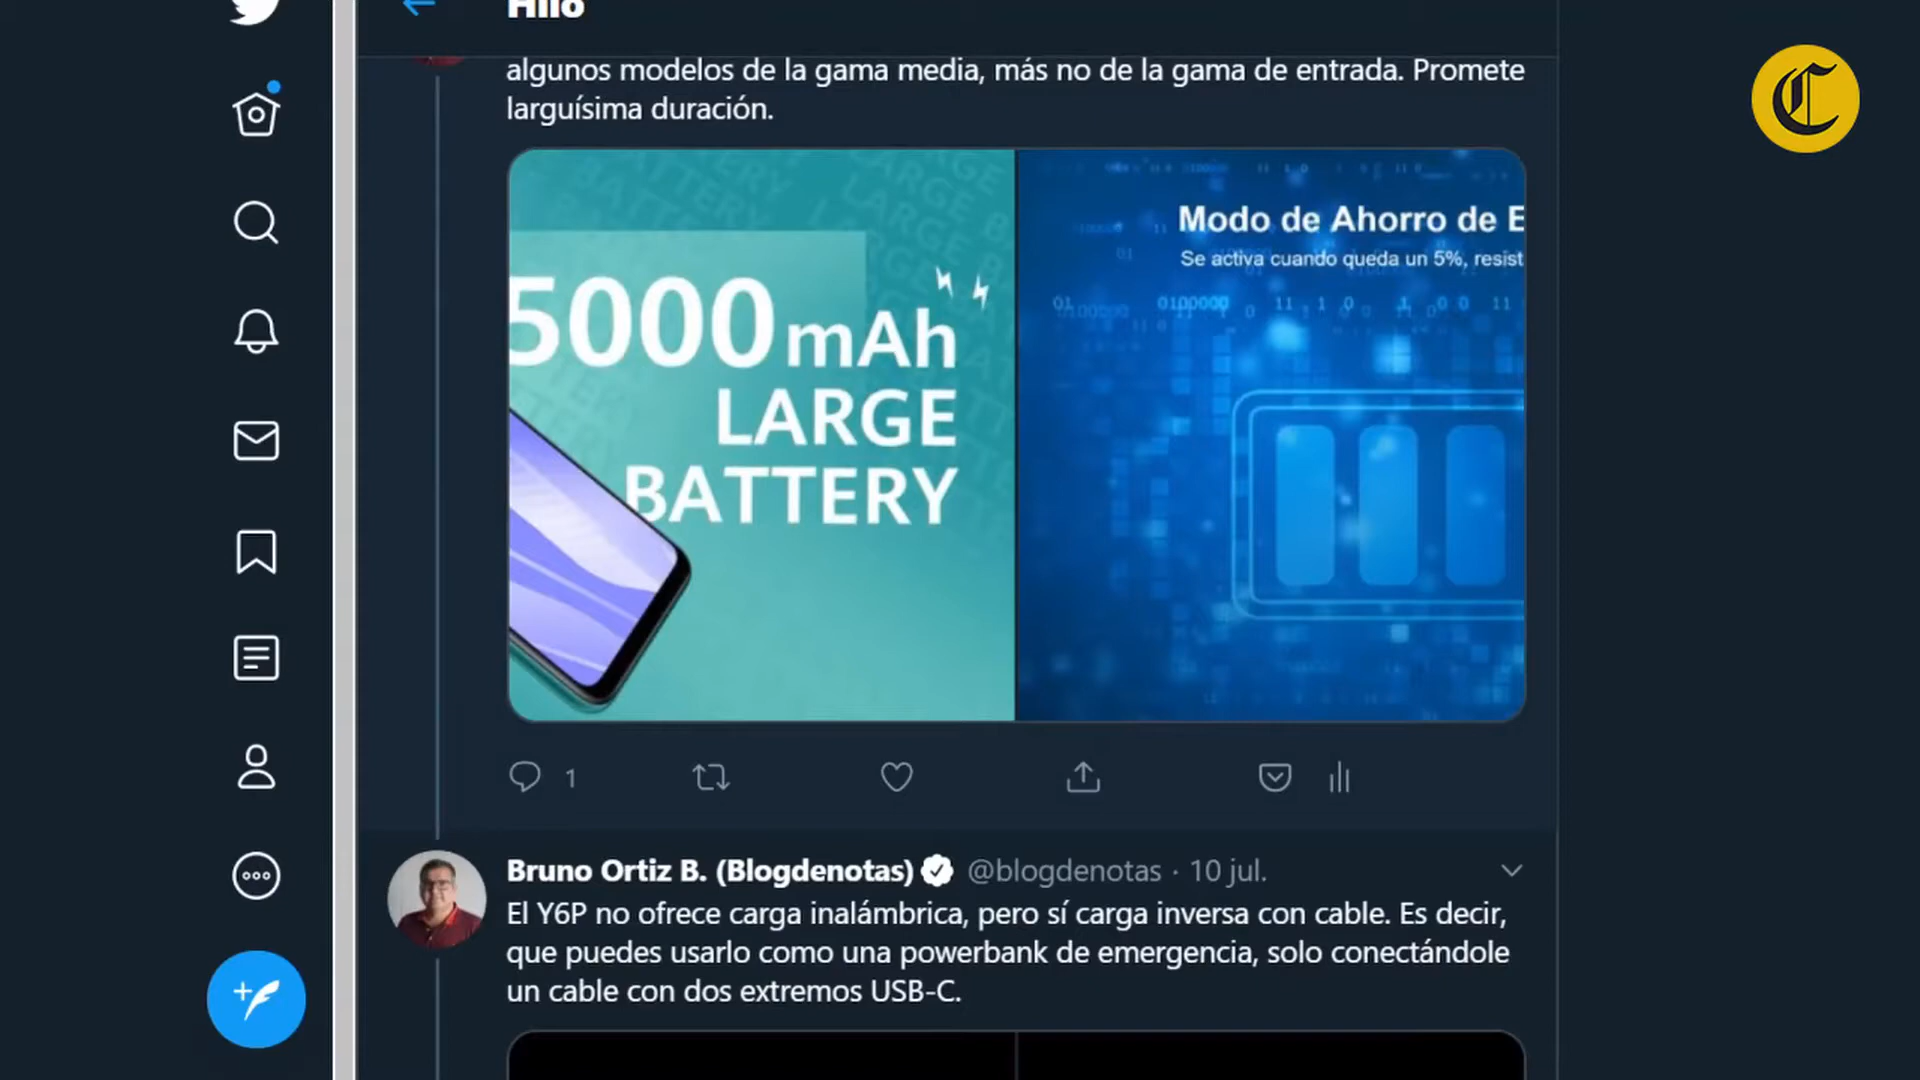 Hilo
algunos modelos de la gama media, más no de la gama de entrada. Promete
larguísima duración.
5000 mAh
LARGE
BATTERY
Modo de Ahorro de E
Se activa cuando queda un 5%, resist
1
Bruno Ortiz B. (Blogdenotas) @blogdenotas · 10 jul.
El Y6P no ofrece carga inalámbrica, pero sí carga inversa con cable. Es decir,
que puedes usarlo como una powerbank de emergencia, solo conectándole
un cable con dos extremos USB-C.
C